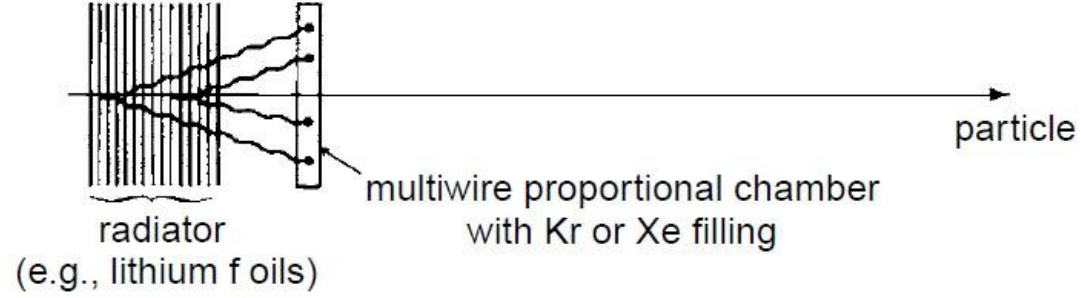 particle
multiwire proportional chamber
with Kr or Xe filling
radiator
(e.g., lithium f oils)